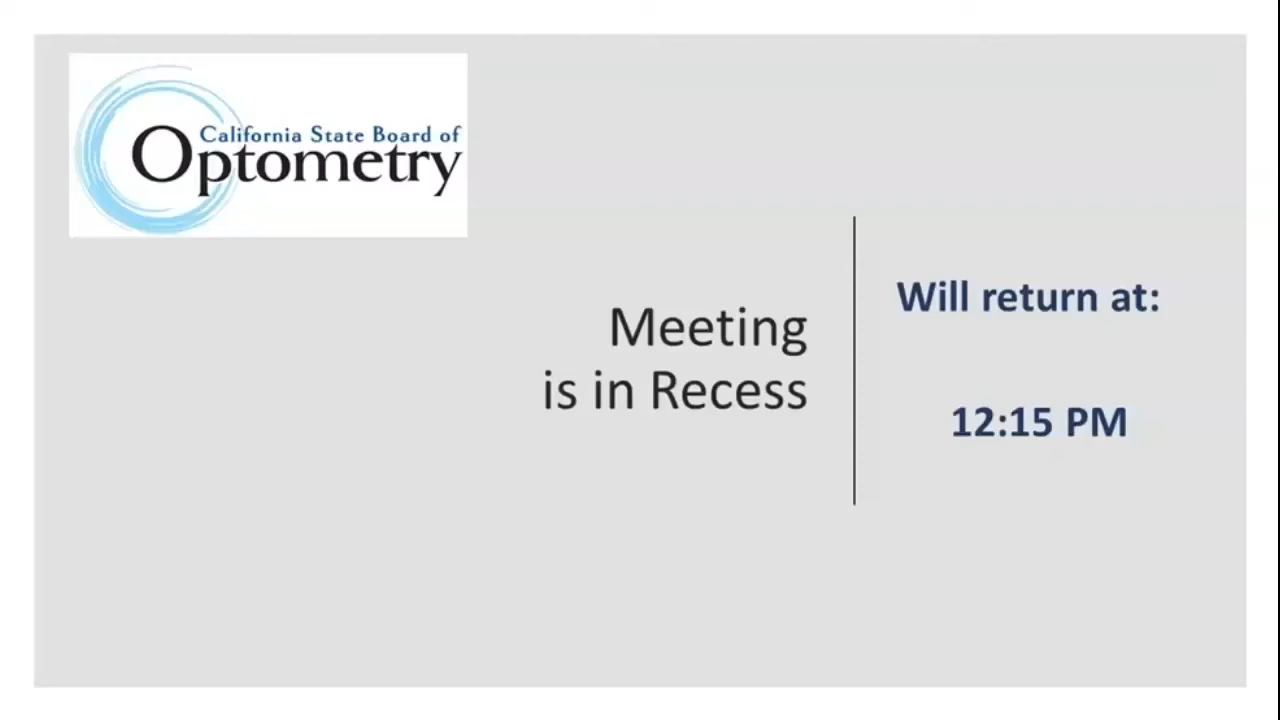 California State Board of
Optometry
Meeting
is in Recess
Will return at:
12:15 PM